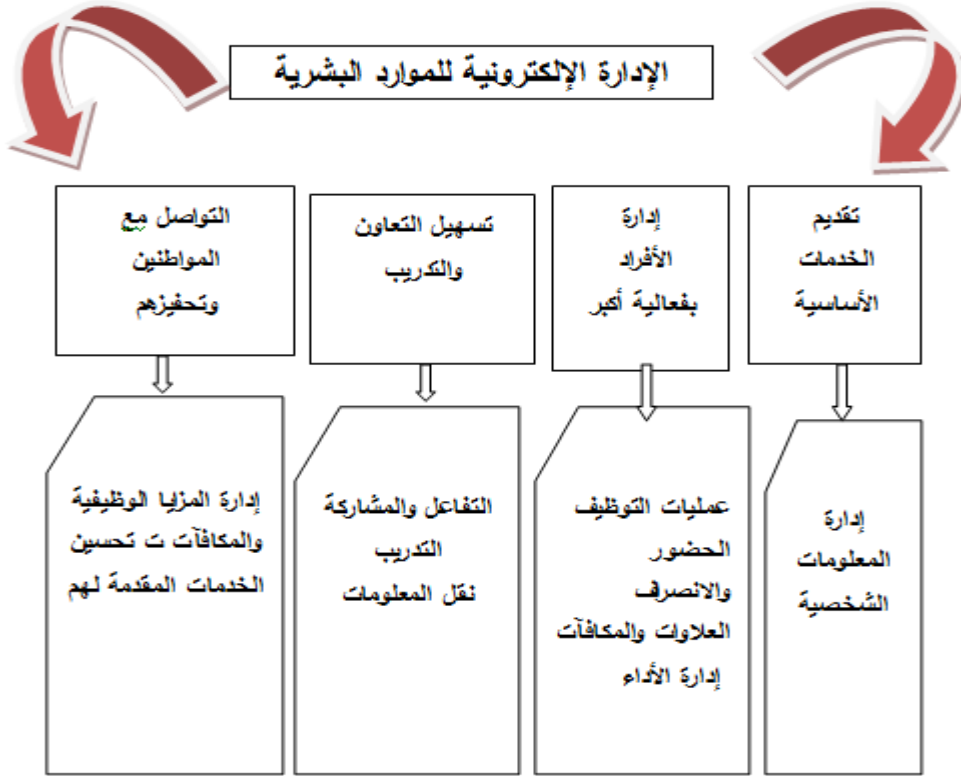 الإدارة الإلكترونية للموارد البشرية
تقديم
الخدمات
الأساسية
إدارة
الأفراد
بفعالية أكبر
تسهيل التعاون
والتدريب
التواصل مع
المواطنين
وتحفيزهم
إدارة
المعلومات
الشخصية
عمليات التوظيف
الحضور
والانصراف
العلاوات والمكافآت
إدارة الأداء
التفاعل والمشاركة
التدريب
نقل المعلومات
إدارة المزايا الوظيفية
والمكافآت ت تحسين
الخدمات المقدمة لهم